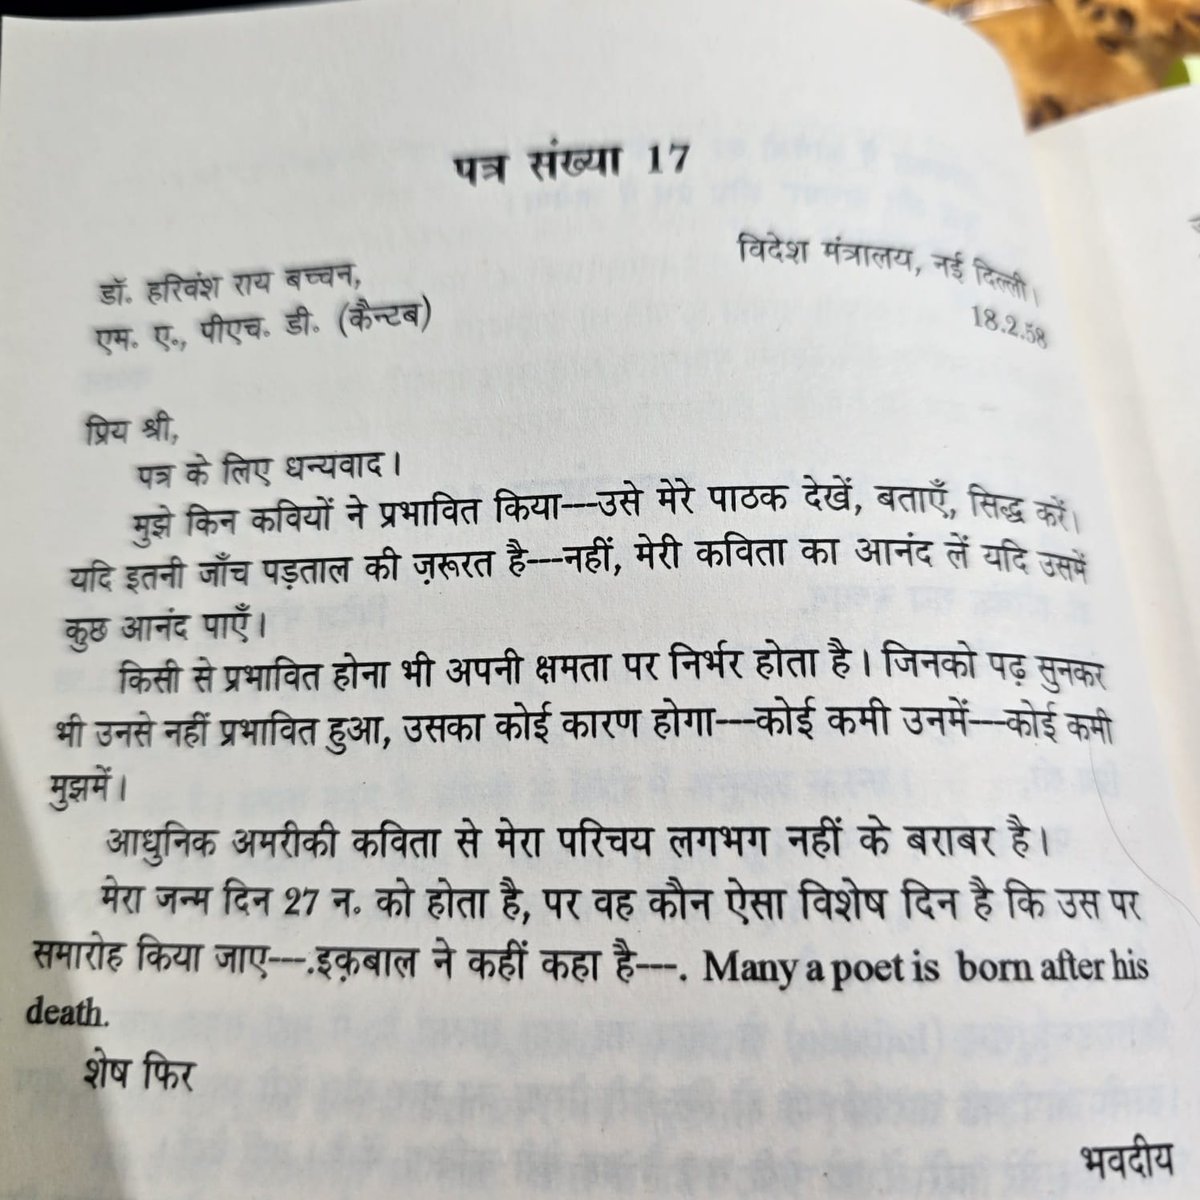 पत्र संख्या 17
विदेश मंत्रालय, नई दिल्ली।
18.2.58
डॉ. हरिवंश राय बच्चन,
एम. ए., पीएच. डी. (कैन्टब)
प्रिय श्री,
पत्र के लिए धन्यवाद।
मुझे किन कवियों ने प्रभावित किया---उसे मेरे पाठक देखें, बताएँ, सिद्ध करें।
यदि इतनी जाँच पड़ताल की ज़रूरत है---नहीं, मेरी कविता का आनंद लें यदि उसमें
कुछ आनंद पाएँ।
किसी से प्रभावित होना भी अपनी क्षमता पर निर्भर होता है। जिनको पढ़ सुनकर
भी उनसे नहीं प्रभावित हुआ, उसका कोई कारण होगा---कोई कमी उनमें---कोई कमी
मुझमें।
आधुनिक अमरीकी कविता से मेरा परिचय लगभग नहीं के बराबर है।
मेरा जन्म दिन 27 न. को होता है, पर वह कौन ऐसा विशेष दिन है कि उस पर
समारोह किया जाए---.इक़बाल ने कहीं कहा है---. Many a poet is born after his
death.
शेष फिर
भवदीय